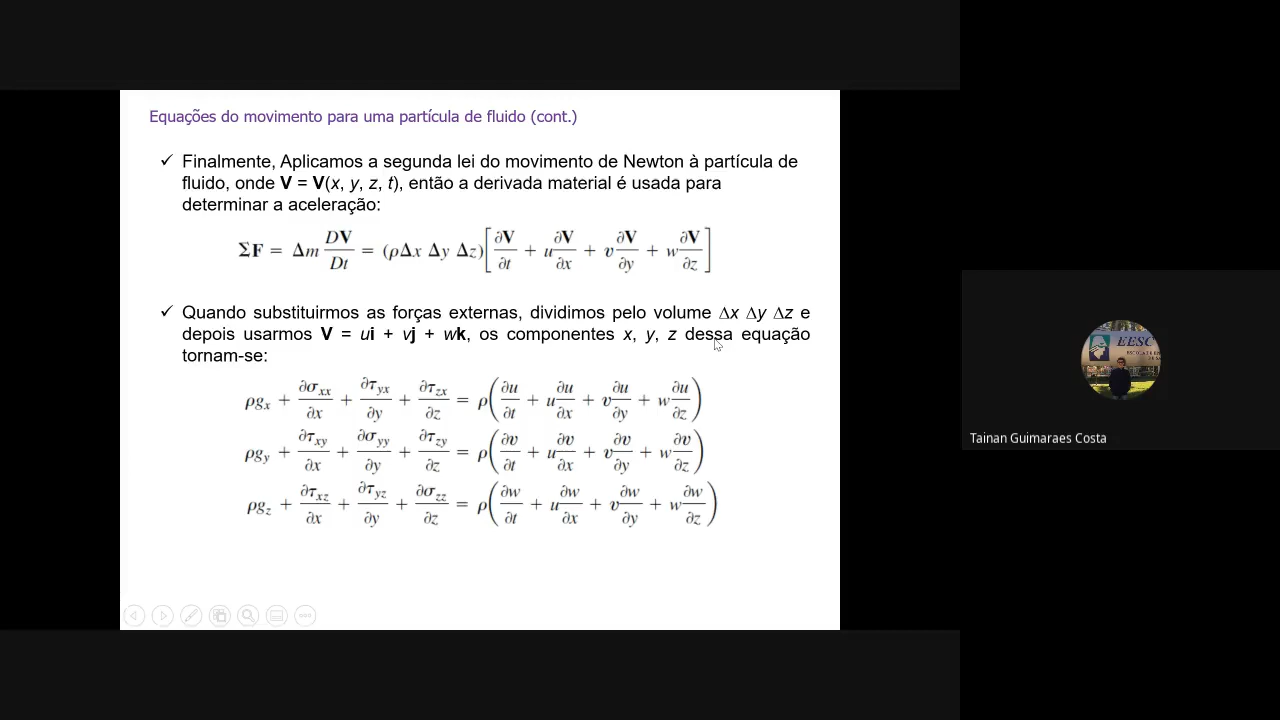 Equações do movimento para uma partícula de fluido (cont.)
✓ Finalmente, Aplicamos a segunda lei do movimento de Newton à partícula de
fluido, onde V = V(x, y, z, t), então a derivada material é usada para
determinar a aceleração:
ΣF = Δm DV/Dt = (ρΔx Δy Δz)[∂V/∂t + u ∂V/∂x + v ∂V/∂y + w ∂V/∂z]
✓ Quando substituirmos as forças externas, dividimos pelo volume Δx Δy Δz e
depois usarmos V = ui + vj + wk, os componentes x, y, z dessa equação
tornam-se:
ρg_x + ∂σ_xx/∂x + ∂τ_yx/∂y + ∂τ_zx/∂z = ρ(∂u/∂t + u ∂u/∂x + v ∂u/∂y + w ∂u/∂z)
ρg_y + ∂τ_xy/∂x + ∂σ_yy/∂y + ∂τ_zy/∂z = ρ(∂v/∂t + u ∂v/∂x + v ∂v/∂y + w ∂v/∂z)
ρg_z + ∂τ_xz/∂x + ∂τ_yz/∂y + ∂σ_zz/∂z = ρ(∂w/∂t + u ∂w/∂x + v ∂w/∂y + w ∂w/∂z)
EESC
Tainan Guimaraes Costa